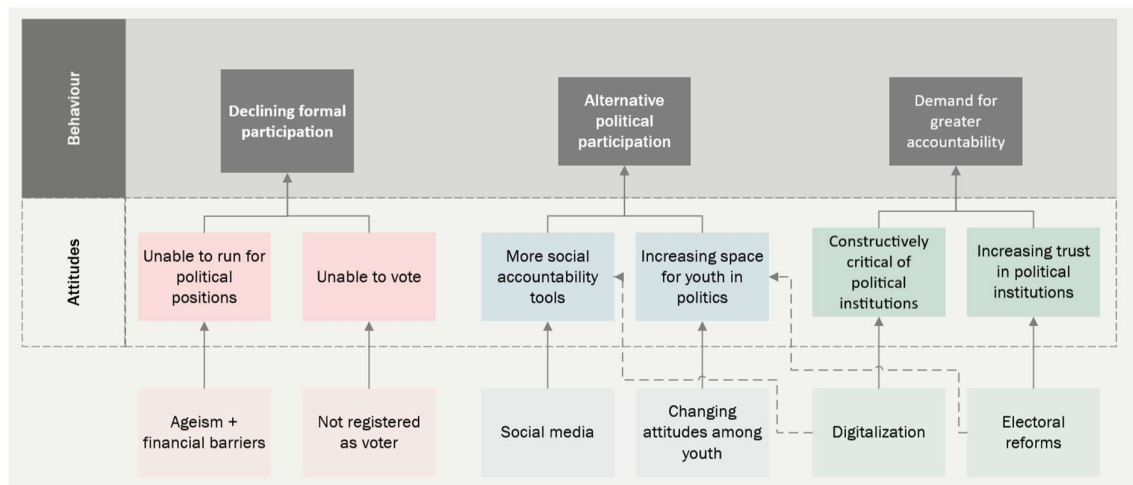 Behaviour
Declining formal
participation
Alternative
political
participation
Demand for
greater
accountability
Attitudes
Unable to run for
political
positions
Unable to vote
More social
accountability
tools
Increasing space
for youth in
politics
Constructively
critical of
political
institutions
Increasing trust
in political
institutions
Ageism +
financial barriers
Not registered
as voter
Social media
Changing
attitudes among
youth
Digitalization
Electoral
reforms